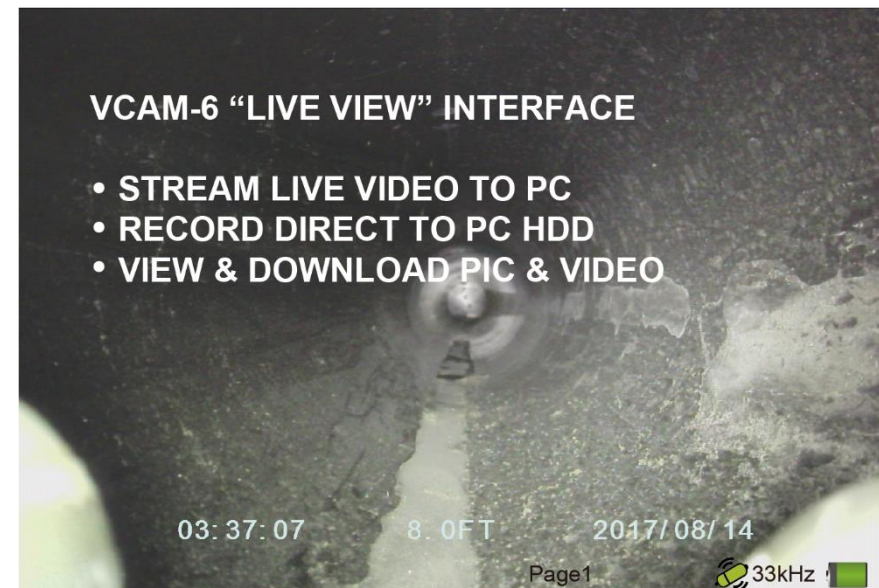 VCAM-6 “LIVE VIEW” INTERFACE
• STREAM LIVE VIDEO TO PC
• RECORD DIRECT TO PC HDD
• VIEW & DOWNLOAD PIC & VIDEO
03:37:07 8.0FT 2017/08/14
Page1 33kHz